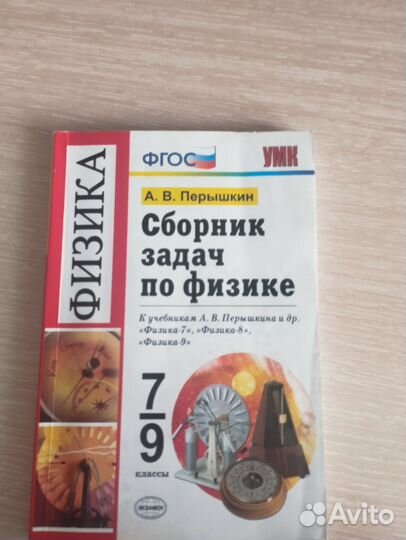 ФИЗИКА
ФГОС
УМК
А. В. Перышкин
Сборник
задач
по физике
К учебникам А. В. Перышкина и др.
«Физика-7», «Физика-8»,
«Физика-9»
7
9
классы
ЭКЗАМЕН
Avito